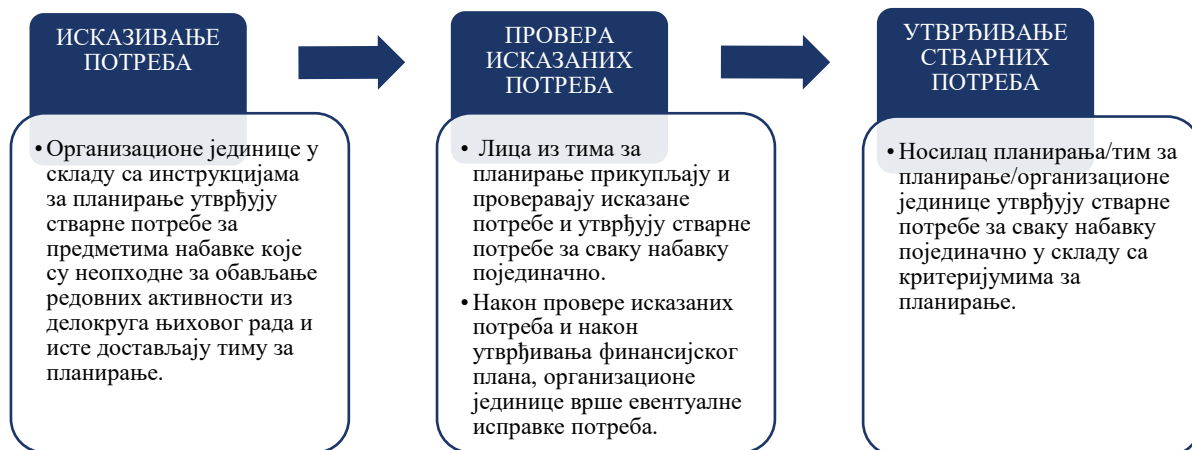 ИСКАЗИВАЊЕ
ПОТРЕБА
• Организационе јединице у
складу са инструкцијама
за планирање утврђују
стварне потребе за
предметима набавке које
су неопходне за обављање
редовних активности из
делокруга њиховог рада и
исте достављају тиму за
планирање.
ПРОВЕРА
ИСКАЗАНИХ
ПОТРЕБА
• Лица из тима за
планирање прикупљају и
проверавају исказане
потребе и утврђују стварне
потребе за сваку набавку
појединачно.
• Након провере исказаних
потреба и након
утврђивања финансијског
плана, организационе
јединице врше евентуалне
исправке потреба.
УТВРЂИВАЊЕ
СТВАРНИХ
ПОТРЕБА
• Носилац планирања/тим за
планирање/организационе
јединице утврђују стварне
потребе за сваку набавку
појединачно у складу са
критеријумима за
планирање.